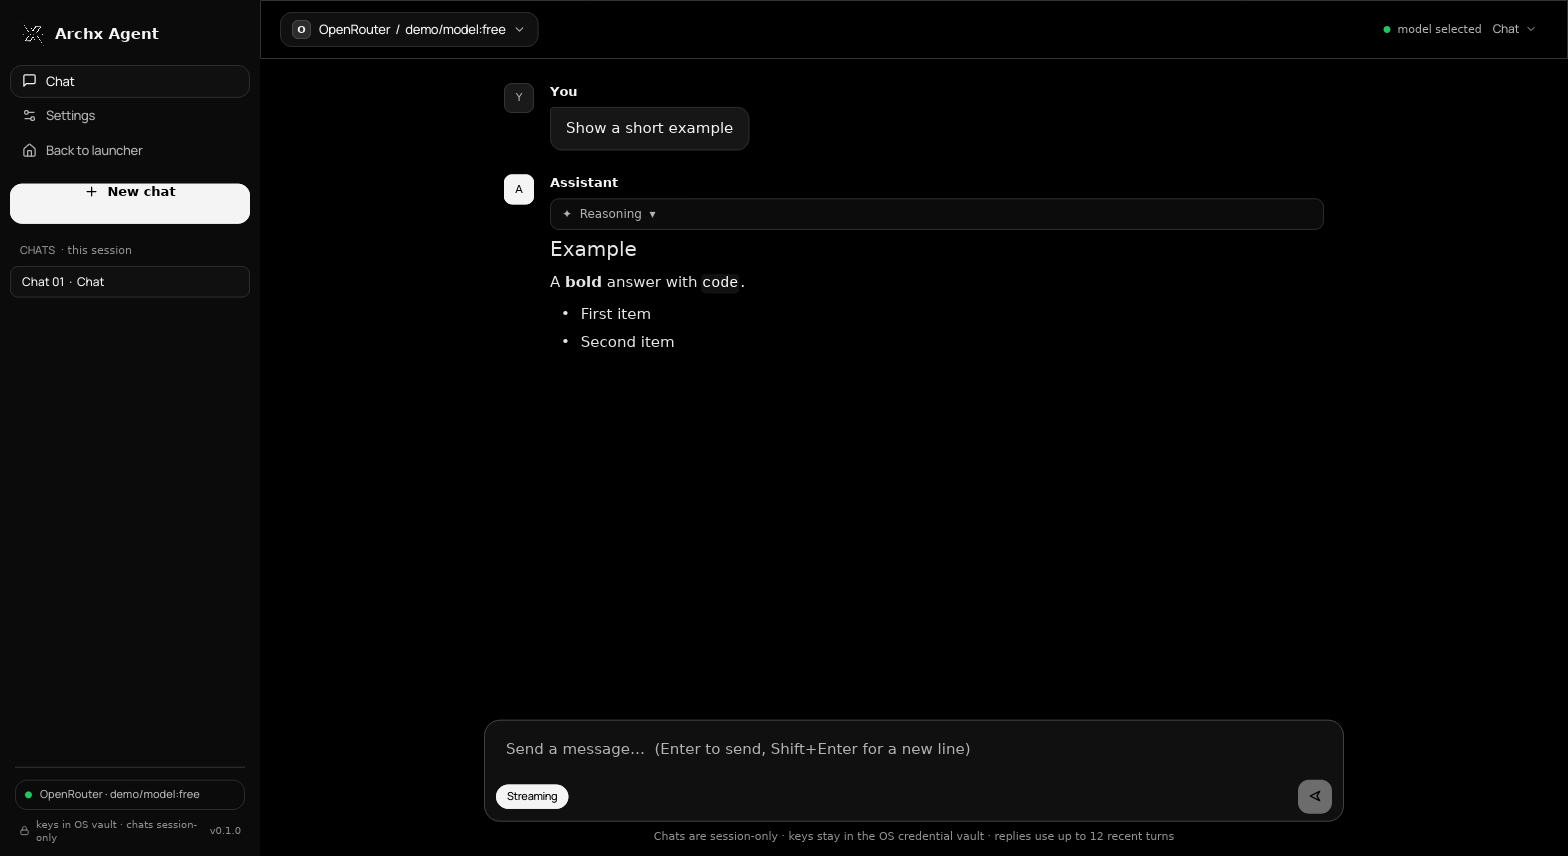 Archx Agent
Chat
Settings
Back to launcher
+ New chat
CHATS · this session
Chat 01 · Chat
OpenRouter · demo/model:free
keys in OS vault · chats session-
only
v0.1.0
O OpenRouter / demo/model:free
model selected Chat
Y You
Show a short example
A Assistant
✦ Reasoning ▾
Example
A bold answer with code.
• First item
• Second item
Send a message... (Enter to send, Shift+Enter for a new line)
Streaming
Chats are session-only · keys stay in the OS credential vault · replies use up to 12 recent turns